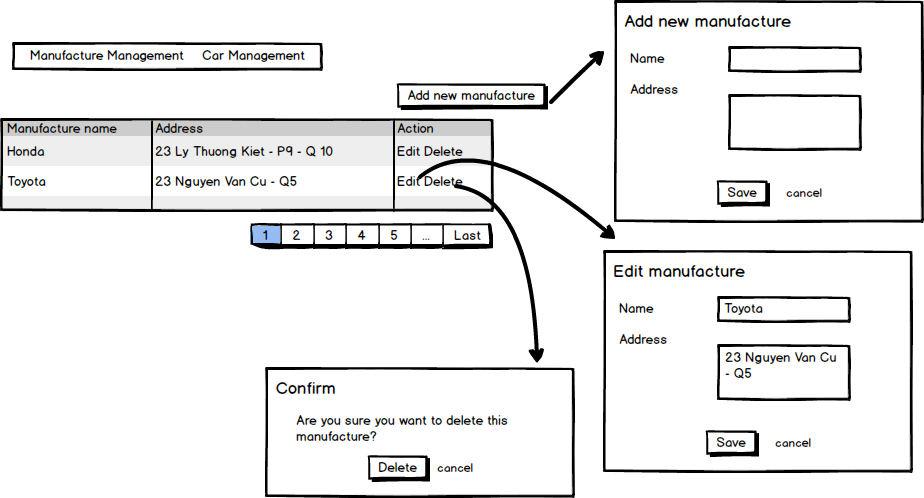 Manufacture Management Car Management
Add new manufacture
Manufacture name Address Action
Honda 23 Ly Thuong Kiet - P9 - Q 10 Edit Delete
Toyota 23 Nguyen Van Cu - Q5 Edit Delete
1 2 3 4 5 ... Last
Add new manufacture
Name
Address
Save cancel
Edit manufacture
Name Toyota
Address
23 Nguyen Van Cu
- Q5
Save cancel
Confirm
Are you sure you want to delete this
manufacture?
Delete cancel